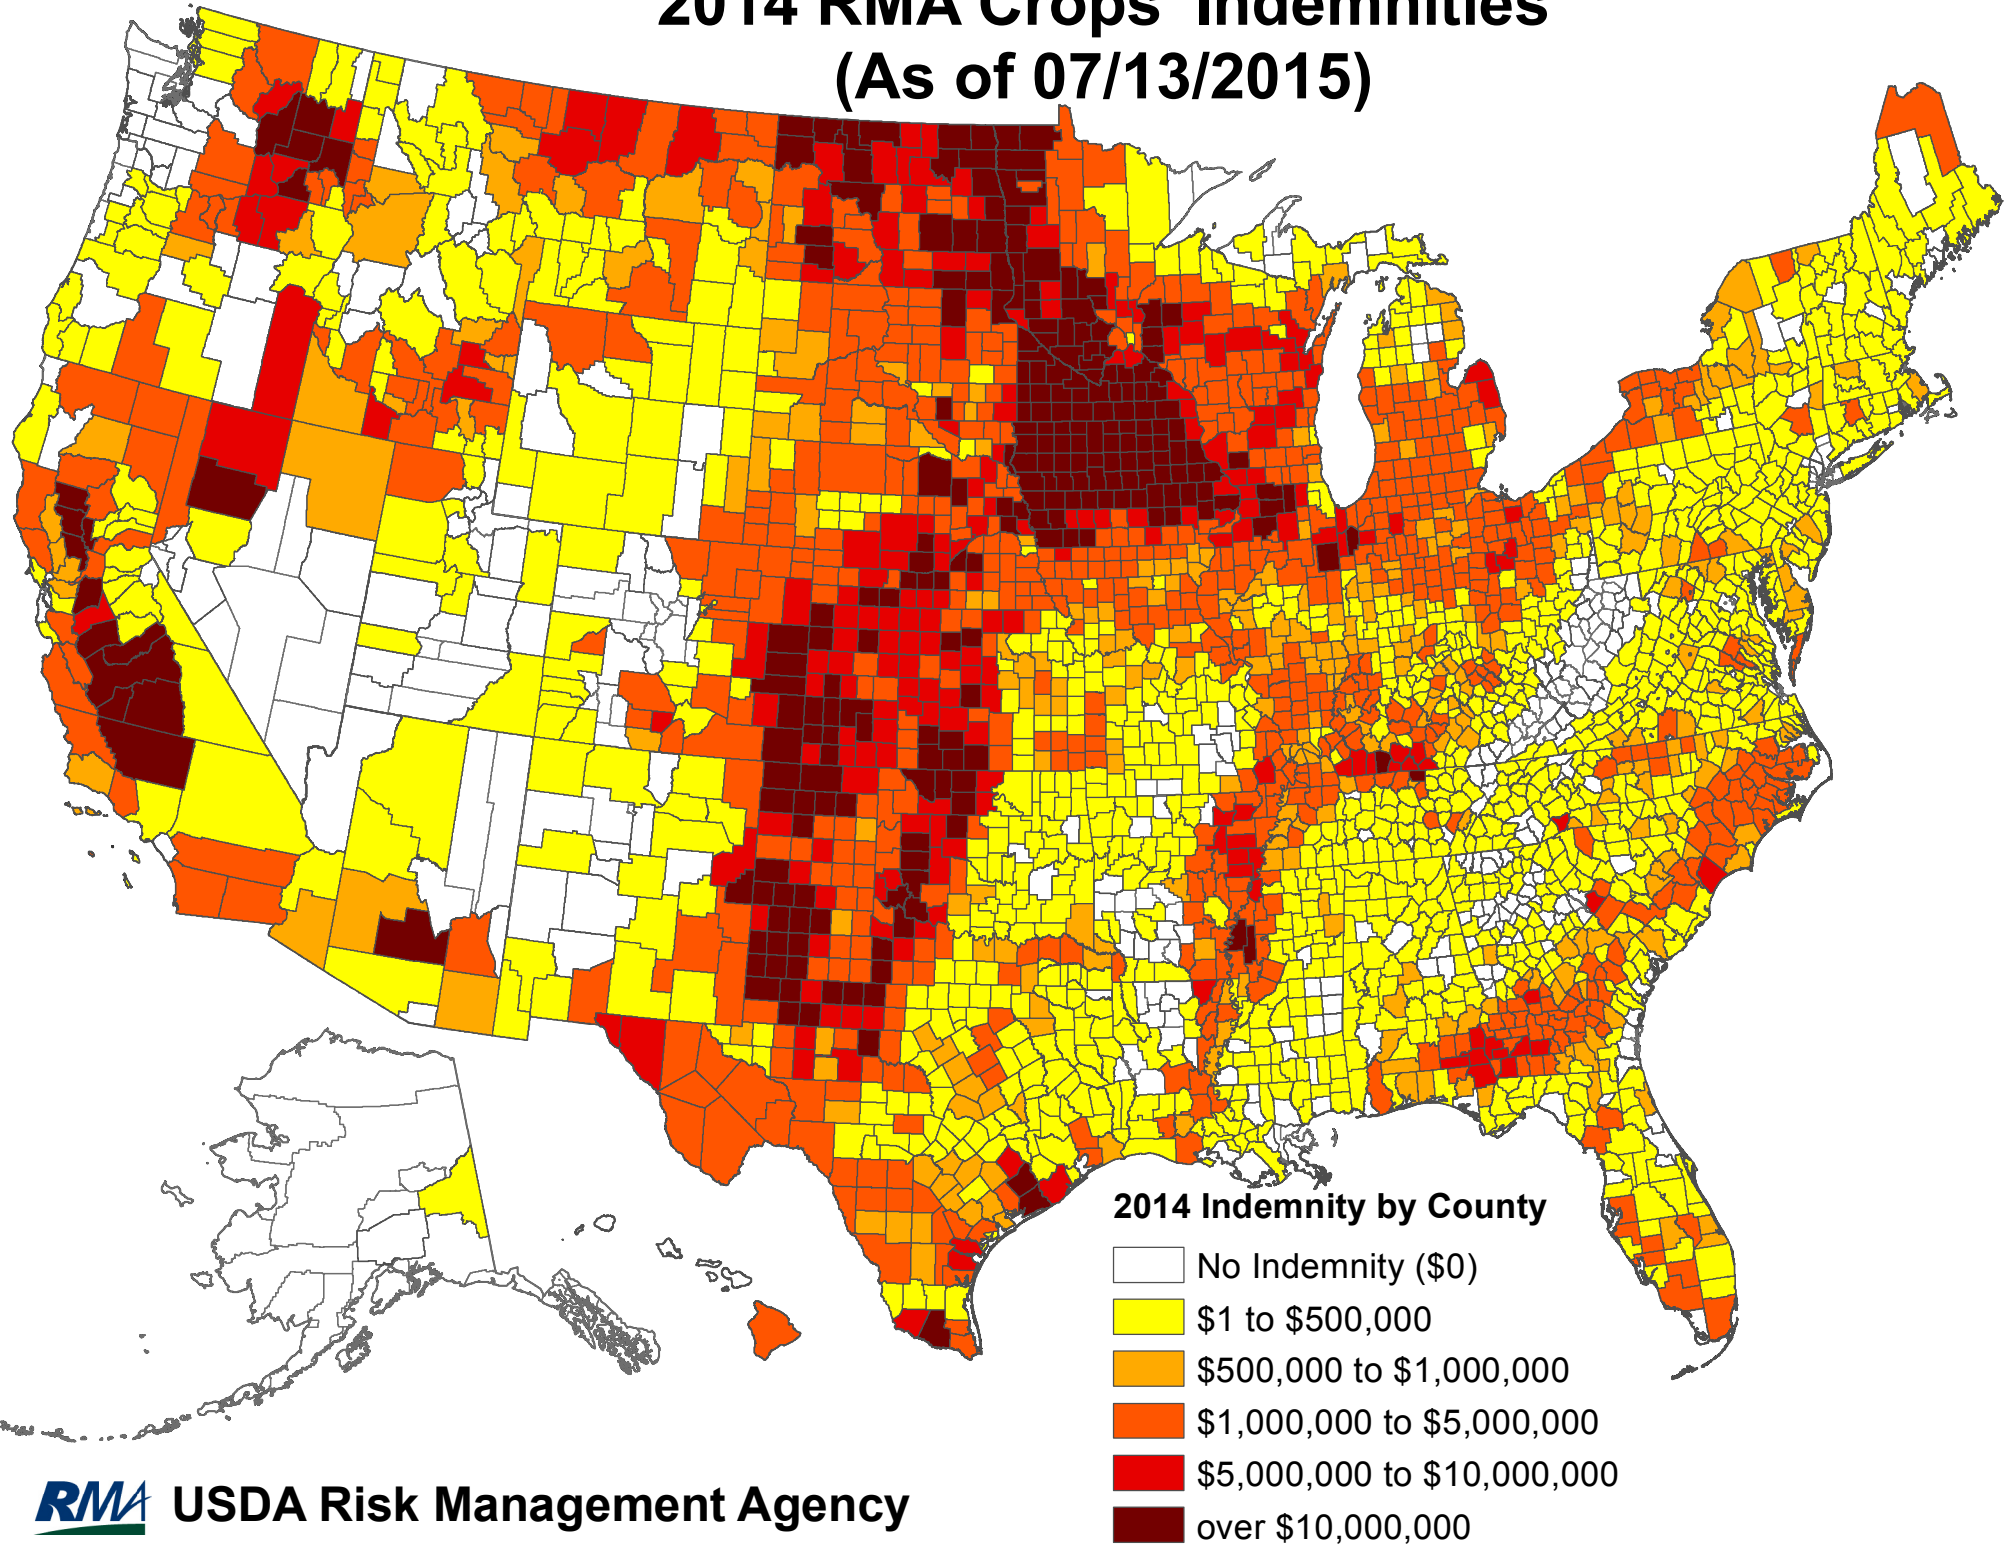 2014 RMA Crops' Indemnities
(As of 07/13/2015)
2014 Indemnity by County
No Indemnity ($0)
$1 to $500,000
$500,000 to $1,000,000
$1,000,000 to $5,000,000
$5,000,000 to $10,000,000
over $10,000,000
RMA USDA Risk Management Agency